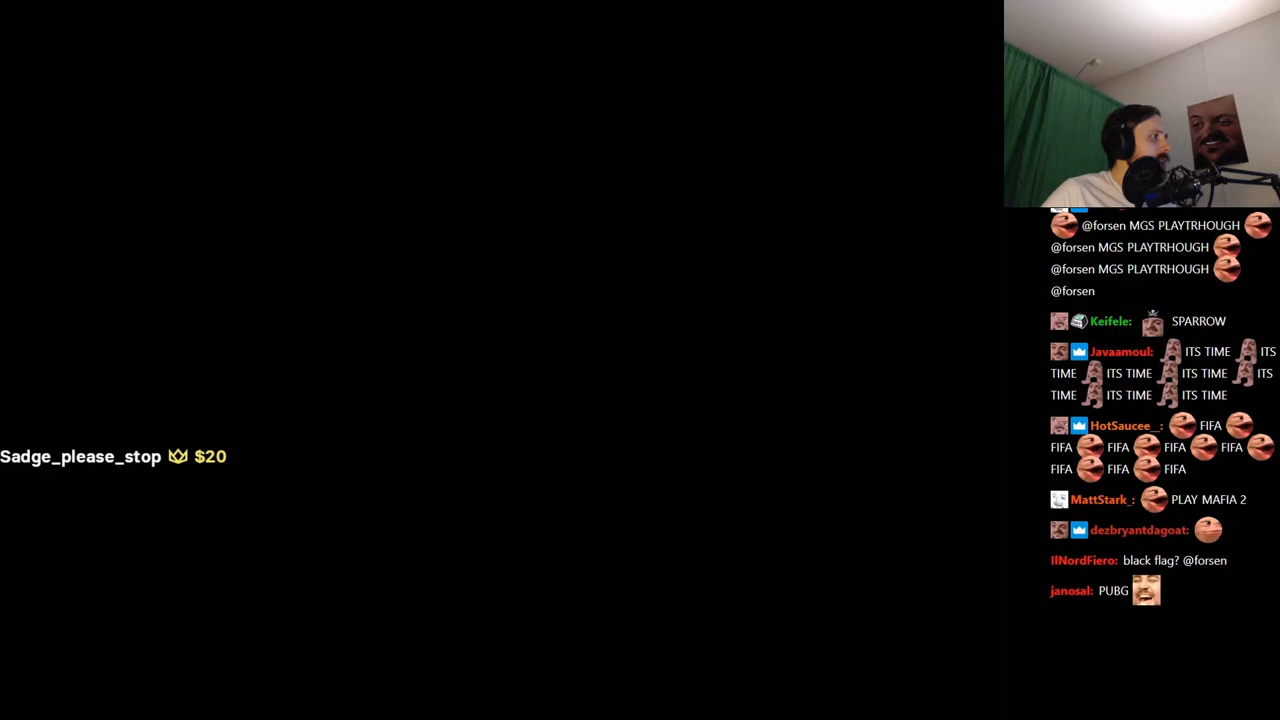 @forsen MGS PLAYTRHOUGH
@forsen MGS PLAYTRHOUGH
@forsen MGS PLAYTRHOUGH
@forsen
Keifele: SPARROW
Javaamoul: ITS TIME ITS
TIME ITS TIME ITS TIME ITS
TIME ITS TIME ITS TIME
HotSaucee__: FIFA
FIFA FIFA FIFA FIFA
FIFA FIFA FIFA
Sadge_please_stop $20
MattStark_: PLAY MAFIA 2
dezbryantdagoat:
IlNordFiero: black flag? @forsen
janosal: PUBG